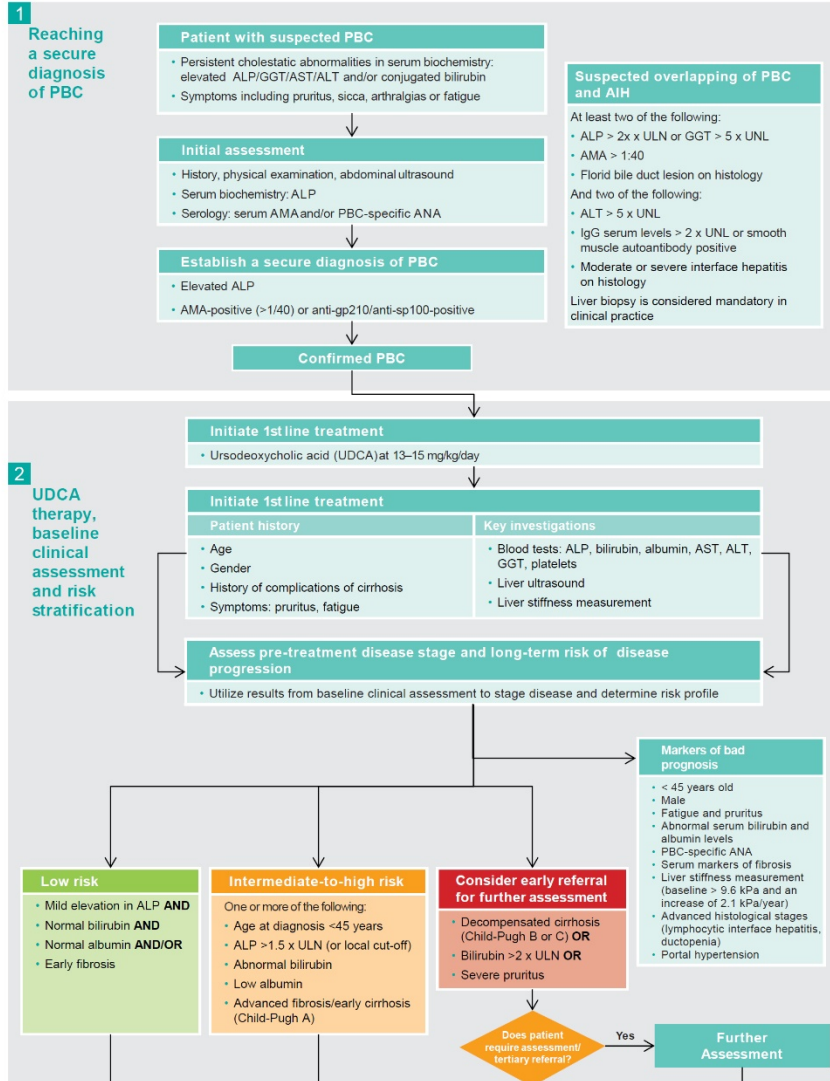 1
Reaching
a secure
diagnosis
of PBC
Patient with suspected PBC
• Persistent cholestatic abnormalities in serum biochemistry:
elevated ALP/GGT/AST/ALT and/or conjugated bilirubin
• Symptoms including pruritus, sicca, arthralgias or fatigue
Initial assessment
• History, physical examination, abdominal ultrasound
• Serum biochemistry: ALP
• Serology: serum AMA and/or PBC-specific ANA
Establish a secure diagnosis of PBC
• Elevated ALP
• AMA-positive (>1/40) or anti-gp210/anti-sp100-positive
Confirmed PBC
Suspected overlapping of PBC
and AIH
At least two of the following:
• ALP > 2x x ULN or GGT > 5 x UNL
• AMA > 1:40
• Florid bile duct lesion on histology
And two of the following:
• ALT > 5 x UNL
• IgG serum levels > 2 x UNL or smooth
muscle autoantibody positive
• Moderate or severe interface hepatitis
on histology
Liver biopsy is considered mandatory in
clinical practice
2
UDCA
therapy,
baseline
clinical
assessment
and risk
stratification
Initiate 1st line treatment
• Ursodeoxycholic acid (UDCA) at 13–15 mg/kg/day
Initiate 1st line treatment
Patient history
• Age
• Gender
• History of complications of cirrhosis
• Symptoms: pruritus, fatigue
Key investigations
• Blood tests: ALP, bilirubin, albumin, AST, ALT,
GGT, platelets
• Liver ultrasound
• Liver stiffness measurement
Assess pre-treatment disease stage and long-term risk of disease
progression
• Utilize results from baseline clinical assessment to stage disease and determine risk profile
Markers of bad
prognosis
• < 45 years old
• Male
• Fatigue and pruritus
• Abnormal serum bilirubin and
albumin levels
• PBC-specific ANA
• Serum markers of fibrosis
• Liver stiffness measurement
(baseline > 9.6 kPa and an
increase of 2.1 kPa/year)
• Advanced histological stages
(lymphocytic interface hepatitis,
ductopenia)
• Portal hypertension
Low risk
• Mild elevation in ALP AND
• Normal bilirubin AND
• Normal albumin AND/OR
• Early fibrosis
Intermediate-to-high risk
One or more of the following:
• Age at diagnosis <45 years
• ALP >1.5 x ULN (or local cut-off)
• Abnormal bilirubin
• Low albumin
• Advanced fibrosis/early cirrhosis
(Child-Pugh A)
Consider early referral
for further assessment
• Decompensated cirrhosis
(Child-Pugh B or C) OR
• Bilirubin >2 x ULN OR
• Severe pruritus
Does patient
require assessment/
tertiary referral?
Yes
Further
Assessment